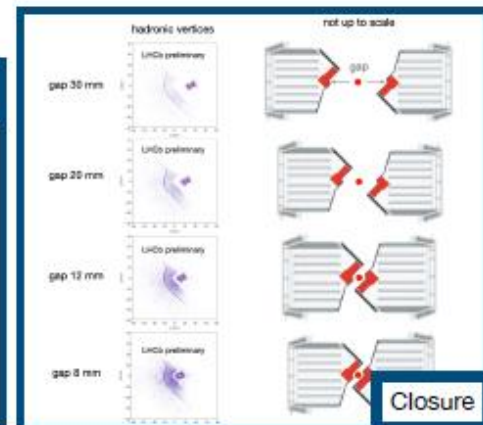 hadronic vertices
not up to scale
gap 30 mm
LHCb preliminary
gap
gap 20 mm
LHCb preliminary
gap 12 mm
LHCb preliminary
gap 8 mm
LHCb preliminary
Closure